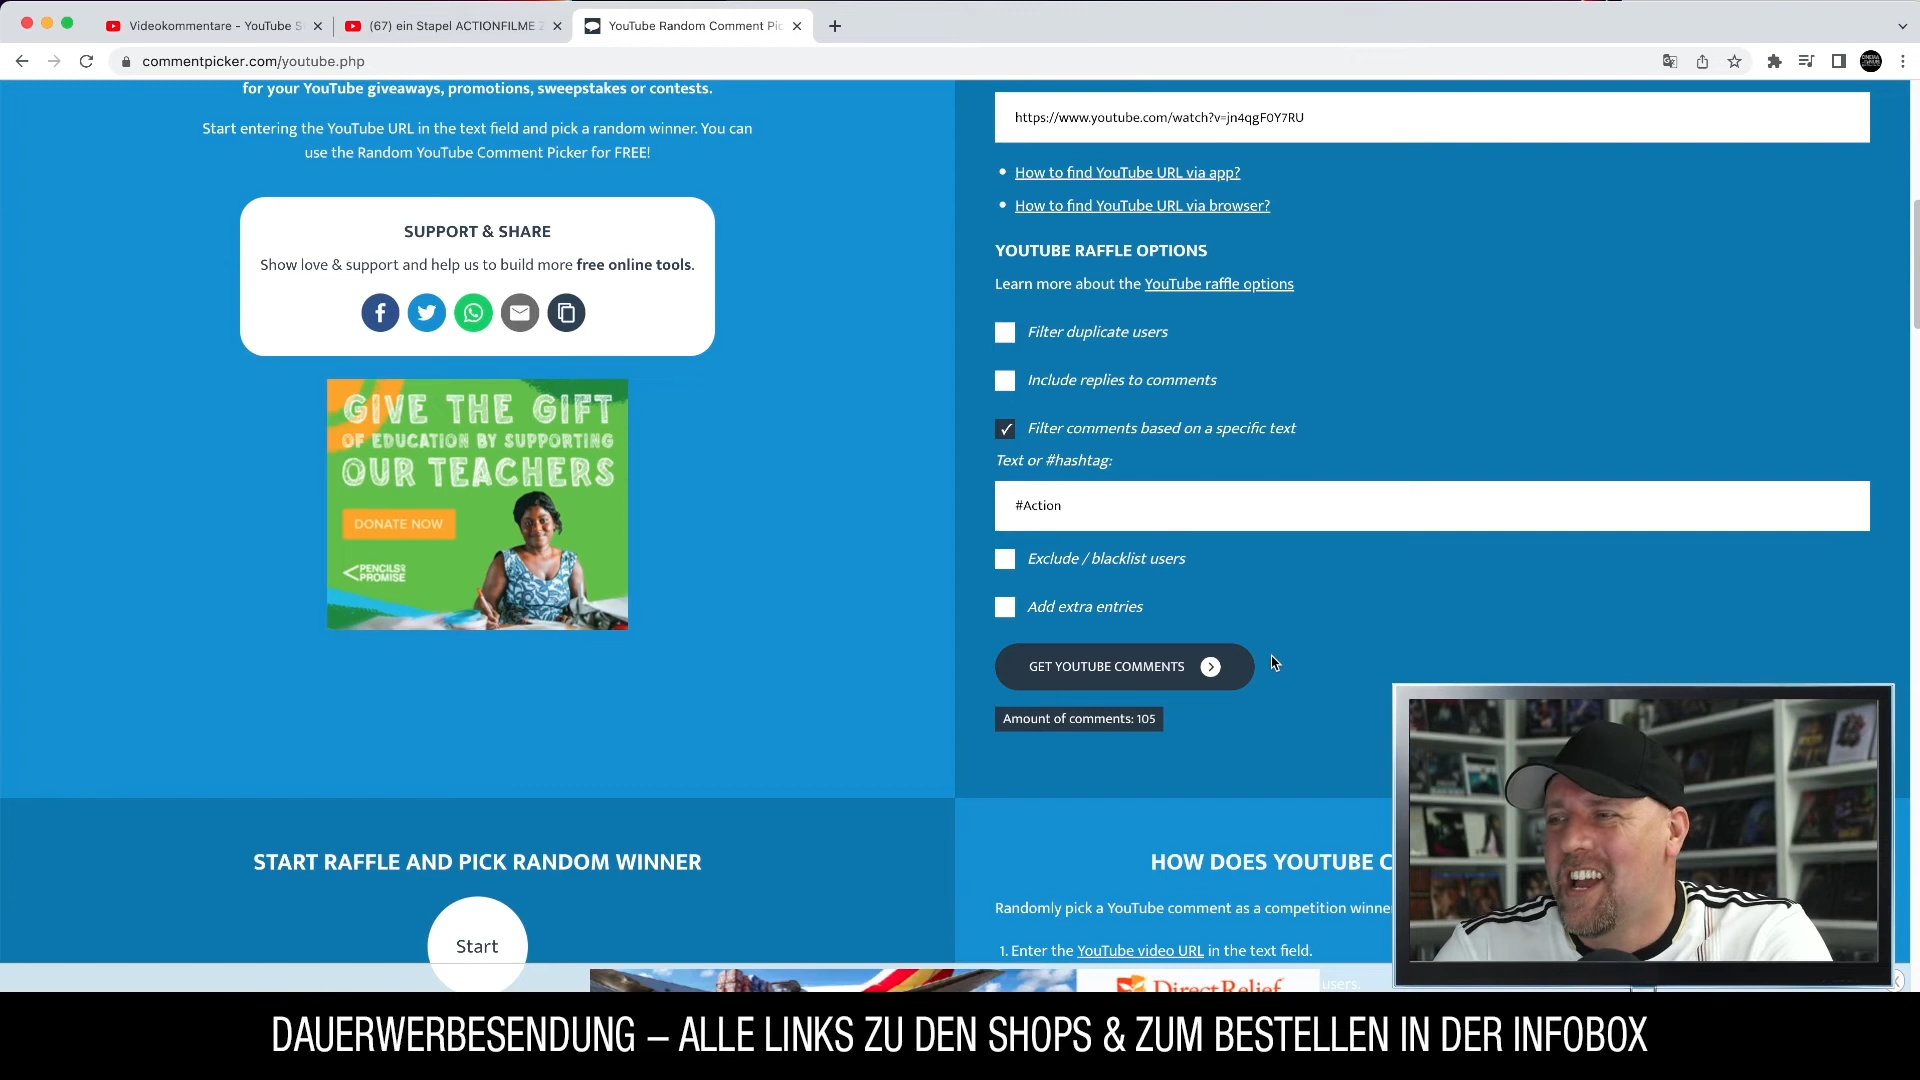 Videokommentare - YouTube S
(67) ein Stapel ACTIONFILME Z
YouTube Random Comment Pic
commentpicker.com/youtube.php
for your YouTube giveaways, promotions, sweepstakes or contests.
Start entering the YouTube URL in the text field and pick a random winner. You can
use the Random YouTube Comment Picker for FREE!
SUPPORT & SHARE
Show love & support and help us to build more free online tools.
GIVE THE GIFT
OF EDUCATION BY SUPPORTING
OUR TEACHERS
DONATE NOW
PENCILS OF
PROMISE
https://www.youtube.com/watch?v=jn4qgF0Y7RU
How to find YouTube URL via app?
How to find YouTube URL via browser?
YOUTUBE RAFFLE OPTIONS
Learn more about the YouTube raffle options
Filter duplicate users
Include replies to comments
Filter comments based on a specific text
Text or #hashtag:
#Action
Exclude / blacklist users
Add extra entries
GET YOUTUBE COMMENTS
Amount of comments: 105
START RAFFLE AND PICK RANDOM WINNER
Start
HOW DOES YOUTUBE C
Randomly pick a YouTube comment as a competition winne
1. Enter the YouTube video URL in the text field.
users.
DirectRelief
DAUERWERBESENDUNG – ALLE LINKS ZU DEN SHOPS & ZUM BESTELLEN IN DER INFOBOX